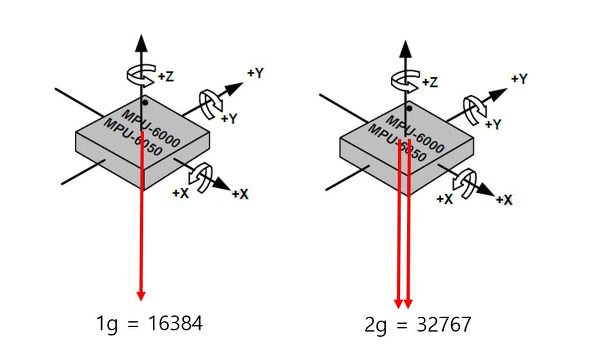 +Z
+Y
+Y
MPU-6000
MPU-6050
+X
+X
1g = 16384
+Z
+Y
+Y
MPU-6000
MPU-6050
+X
+X
2g = 32767